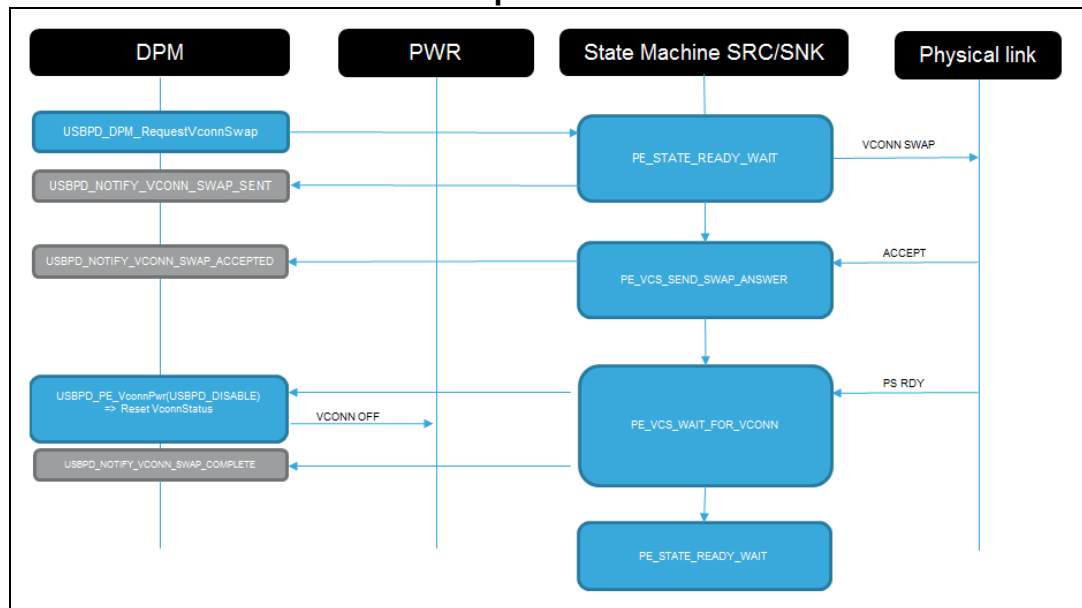 DPM
PWR
State Machine SRC/SNK
Physical link
USBPD_DPM_RequestVconnSwap
PE_STATE_READY_WAIT
VCONN SWAP
USBPD_NOTIFY_VCONN_SWAP_SENT
USBPD_NOTIFY_VCONN_SWAP_ACCEPTED
PE_VCS_SEND_SWAP_ANSWER
ACCEPT
USBPD_PE_VconnPwr(USBPD_DISABLE)
=> Reset VconnStatus
VCONN OFF
PE_VCS_WAIT_FOR_VCONN
PS RDY
USBPD_NOTIFY_VCONN_SWAP_COMPLETE
PE_STATE_READY_WAIT